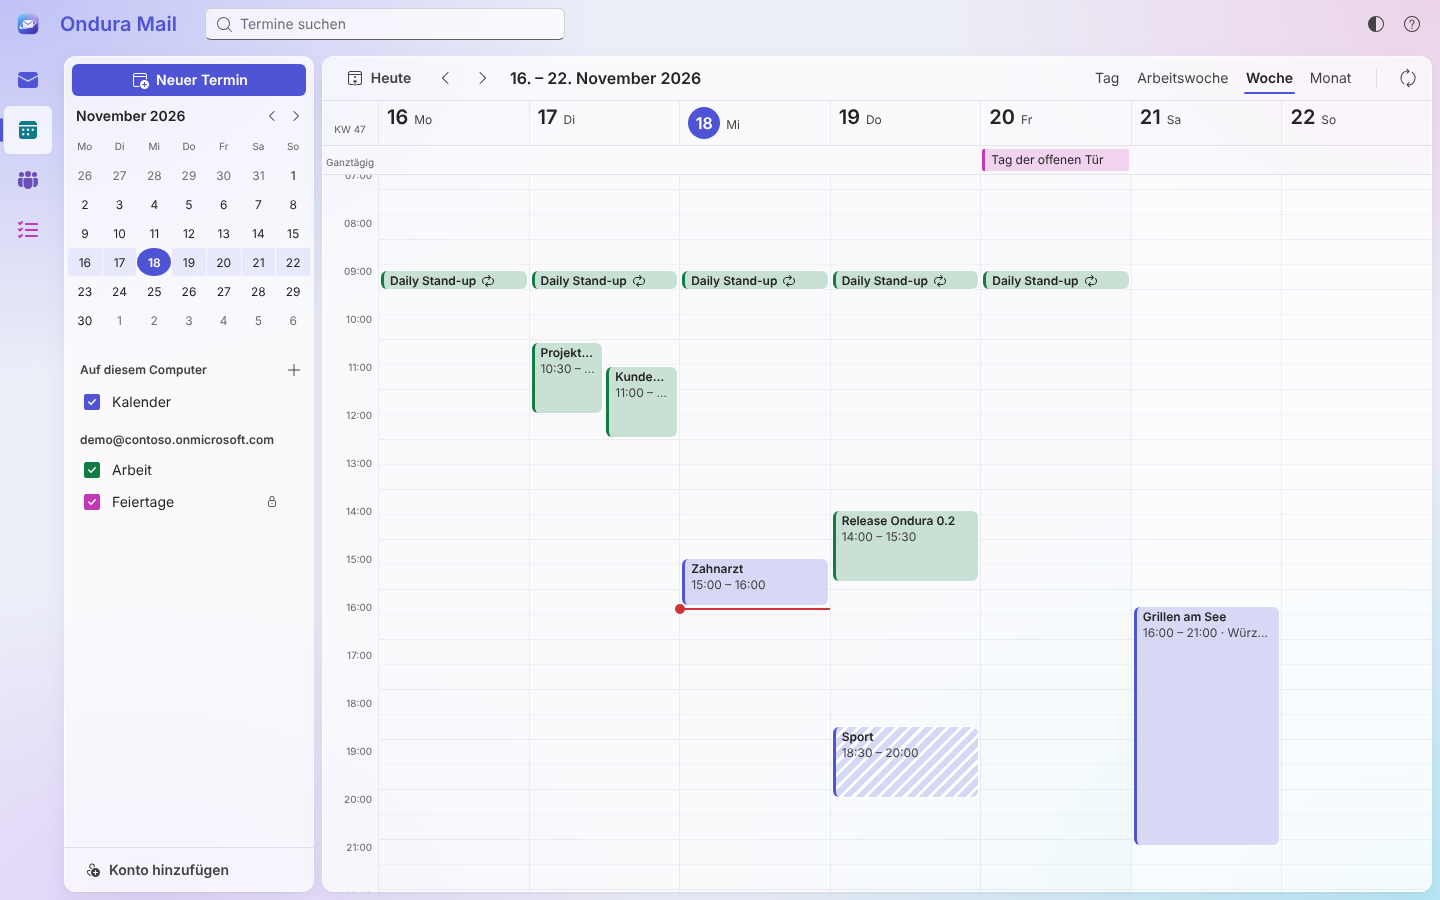 Ondura Mail
Termine suchen
Neuer Termin
November 2026
Mo Di Mi Do Fr Sa So
26 27 28 29 30 31 1
2 3 4 5 6 7 8
9 10 11 12 13 14 15
16 17 18 19 20 21 22
23 24 25 26 27 28 29
30 1 2 3 4 5 6
Auf diesem Computer
Kalender
demo@contoso.onmicrosoft.com
Arbeit
Feiertage
Konto hinzufügen
Heute
16. – 22. November 2026
Tag Arbeitswoche Woche Monat
KW 47
16 Mo 17 Di 18 Mi 19 Do 20 Fr 21 Sa 22 So
Ganztägig
Tag der offenen Tür
07:00
08:00
09:00
Daily Stand-up Daily Stand-up Daily Stand-up Daily Stand-up Daily Stand-up
10:00
Projekt...
10:30 – ...
11:00
Kunde...
11:00 – ...
12:00
13:00
14:00
Release Ondura 0.2
14:00 – 15:30
15:00
Zahnarzt
15:00 – 16:00
16:00
Grillen am See
16:00 – 21:00 · Würz...
17:00
18:00
Sport
18:30 – 20:00
19:00
20:00
21:00